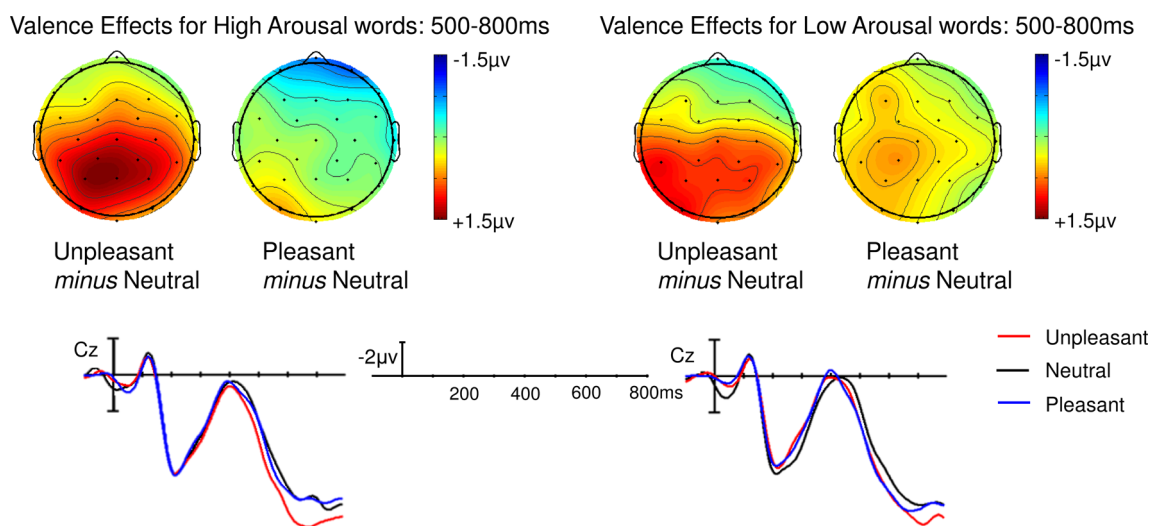 Valence Effects for High Arousal words: 500-800ms
Valence Effects for Low Arousal words: 500-800ms
-1.5μv
+1.5μv
-1.5μv
+1.5μv
Unpleasant
minus Neutral
Pleasant
minus Neutral
Unpleasant
minus Neutral
Pleasant
minus Neutral
Cz
-2μv
200 400 600 800ms
Cz
Unpleasant
Neutral
Pleasant